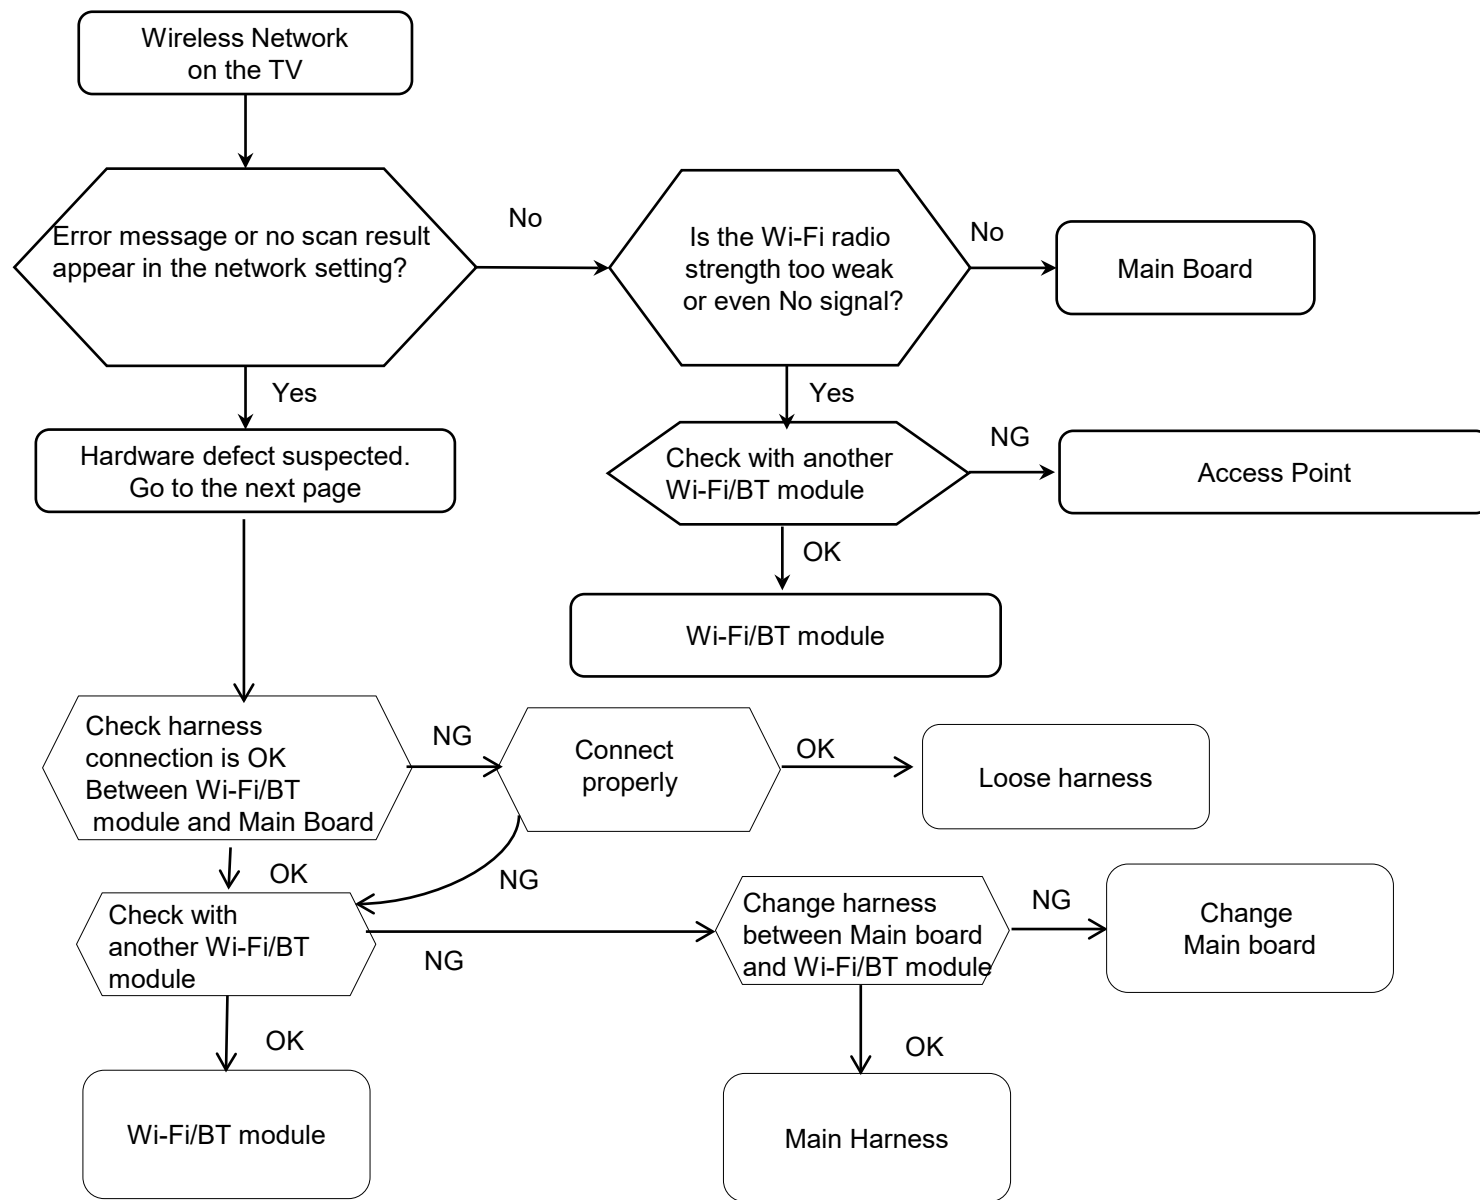 Wireless Network
on the TV
Error message or no scan result
appear in the network setting?
No
Is the Wi-Fi radio
strength too weak
or even No signal?
No
Main Board
Yes
Yes
Hardware defect suspected.
Go to the next page
Check with another
Wi-Fi/BT module
NG
Access Point
OK
Wi-Fi/BT module
Check harness
connection is OK
Between Wi-Fi/BT
module and Main Board
NG
Connect
properly
OK
Loose harness
OK
NG
Check with
another Wi-Fi/BT
module
NG
Change harness
between Main board
and Wi-Fi/BT module
NG
Change
Main board
OK
OK
Wi-Fi/BT module
Main Harness